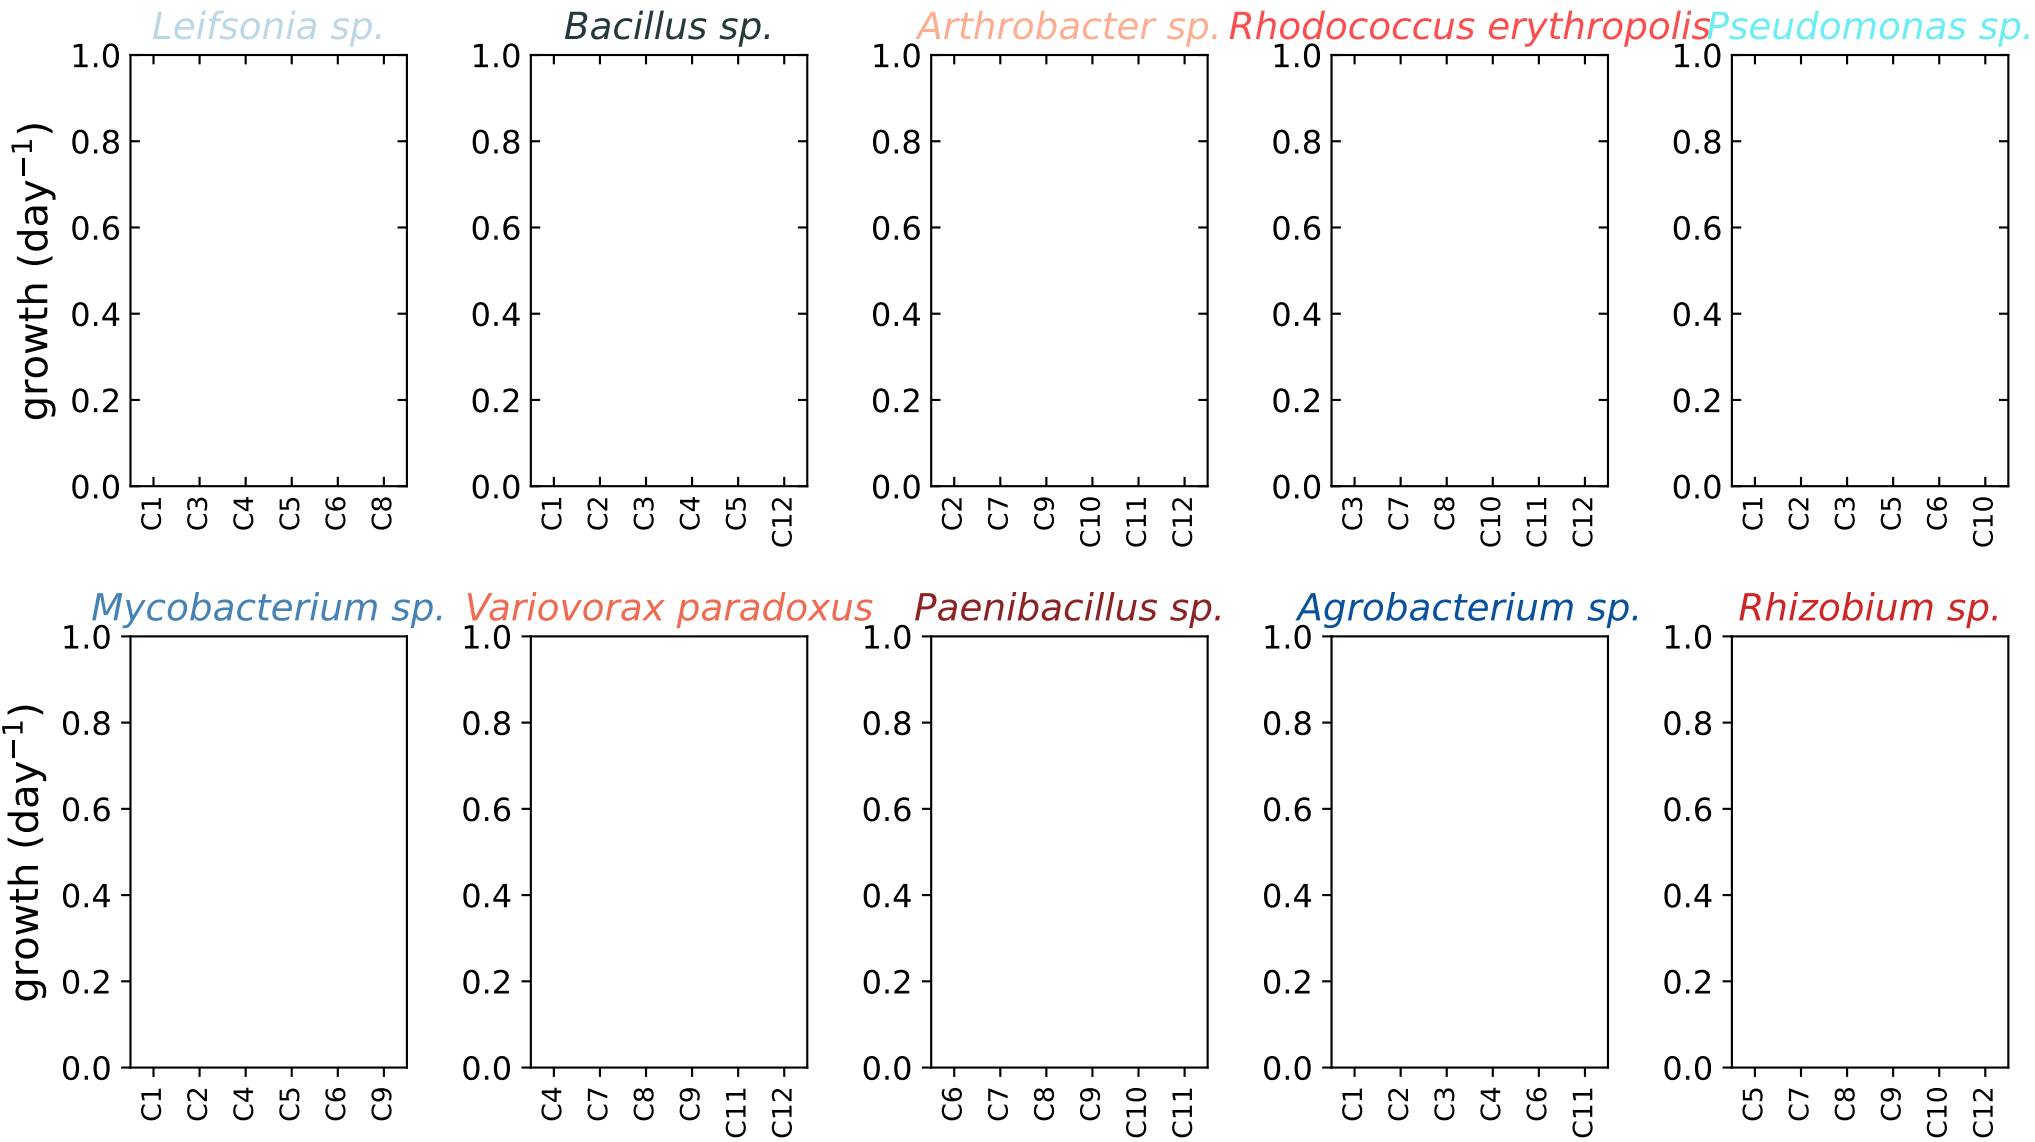 Leifsonia sp. Bacillus sp. Arthrobacter sp. Rhodococcus erythropolis Pseudomonas sp.
1.0 1.0 1.0 1.0 1.0
0.8 0.8 0.8 0.8 0.8
0.6 0.6 0.6 0.6 0.6
growth (day⁻¹)
0.4 0.4 0.4 0.4 0.4
0.2 0.2 0.2 0.2 0.2
0.0 0.0 0.0 0.0 0.0
C1 C3 C4 C5 C6 C8 C1 C2 C3 C4 C5 C12 C2 C7 C9 C10 C11 C12 C3 C7 C8 C10 C11 C12 C1 C2 C3 C5 C6 C10
Mycobacterium sp. Variovorax paradoxus Paenibacillus sp. Agrobacterium sp. Rhizobium sp.
1.0 1.0 1.0 1.0 1.0
0.8 0.8 0.8 0.8 0.8
0.6 0.6 0.6 0.6 0.6
growth (day⁻¹)
0.4 0.4 0.4 0.4 0.4
0.2 0.2 0.2 0.2 0.2
0.0 0.0 0.0 0.0 0.0
C1 C2 C4 C5 C6 C9 C4 C7 C8 C9 C11 C12 C6 C7 C8 C9 C10 C11 C1 C2 C3 C4 C6 C11 C5 C7 C8 C9 C10 C12